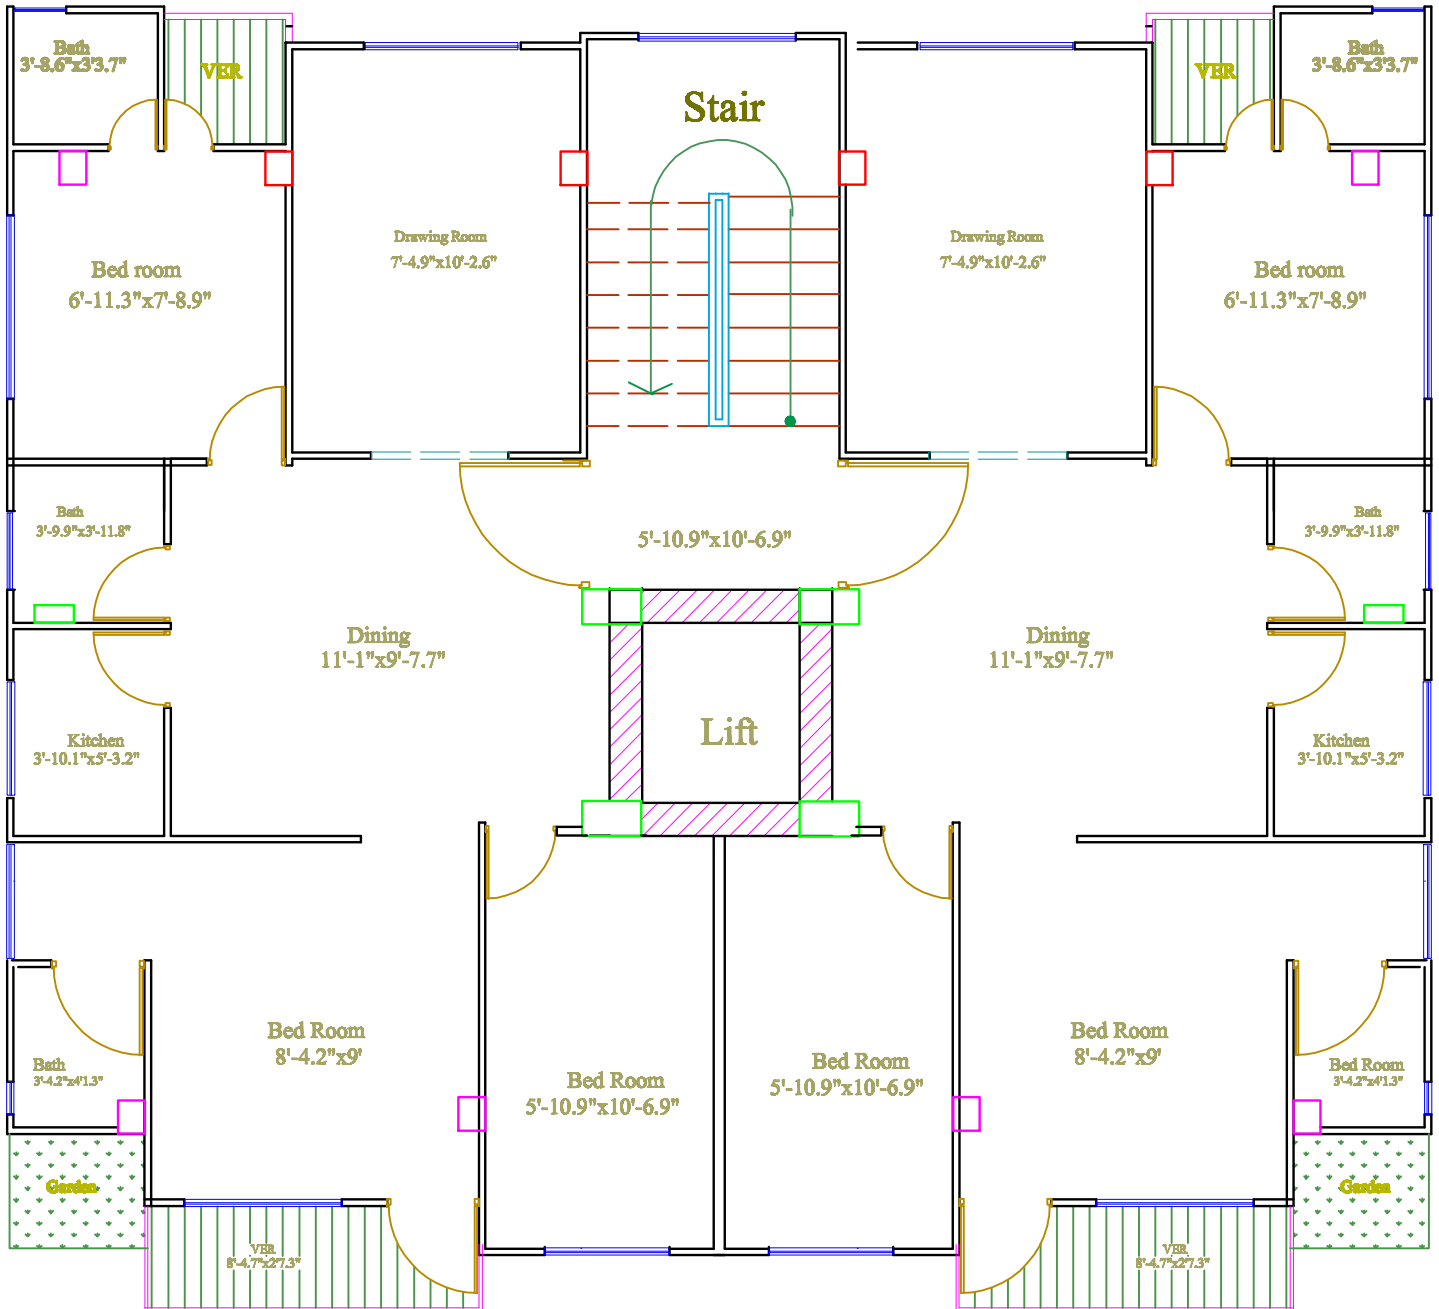 Bath
3'-8.6"x3'3.7"
VER
Stair
VER
Bath
3'-8.6"x3'3.7"
Drawing Room
7'-4.9"x10'-2.6"
Drawing Room
7'-4.9"x10'-2.6"
Bed room
6'-11.3"x7'-8.9"
Bed room
6'-11.3"x7'-8.9"
Bath
3'-9.9"x3'-11.8"
5'-10.9"x10'-6.9"
Bath
3'-9.9"x3'-11.8"
Dining
11'-1"x9'-7.7"
Dining
11'-1"x9'-7.7"
Kitchen
3'-10.1"x5'-3.2"
Lift
Kitchen
3'-10.1"x5'-3.2"
Bed Room
8'-4.2"x9'
Bed Room
8'-4.2"x9'
Bath
3'-4.2"x4'1.3"
Bed Room
5'-10.9"x10'-6.9"
Bed Room
5'-10.9"x10'-6.9"
Bed Room
3'-4.2"x4'1.3"
Garden
Garden
VER
8'-4.7"x2'7.3"
VER
8'-4.7"x2'7.3"